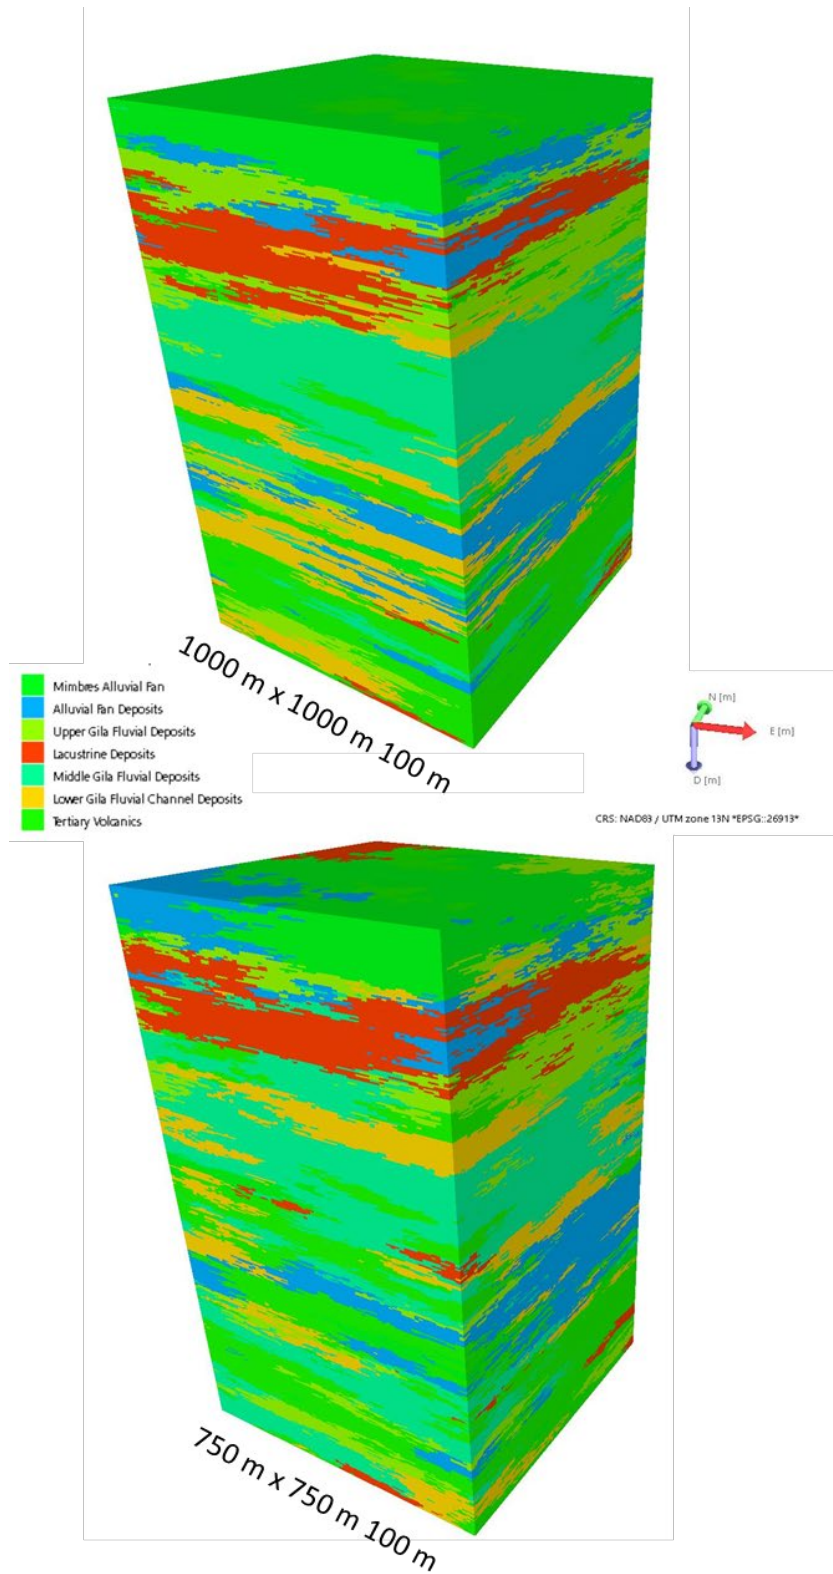 1000 m x 1000 m 100 m
Mimbres Alluvial Fan
Alluvial Fan Deposits
Upper Gila Fluvial Deposits
Lacustrine Deposits
Middle Gila Fluvial Deposits
Lower Gila Fluvial Channel Deposits
Tertiary Volcanics
N [m]
E [m]
D [m]
CRS: NAD83 / UTM zone 13N *EPSG::26913*
750 m x 750 m 100 m